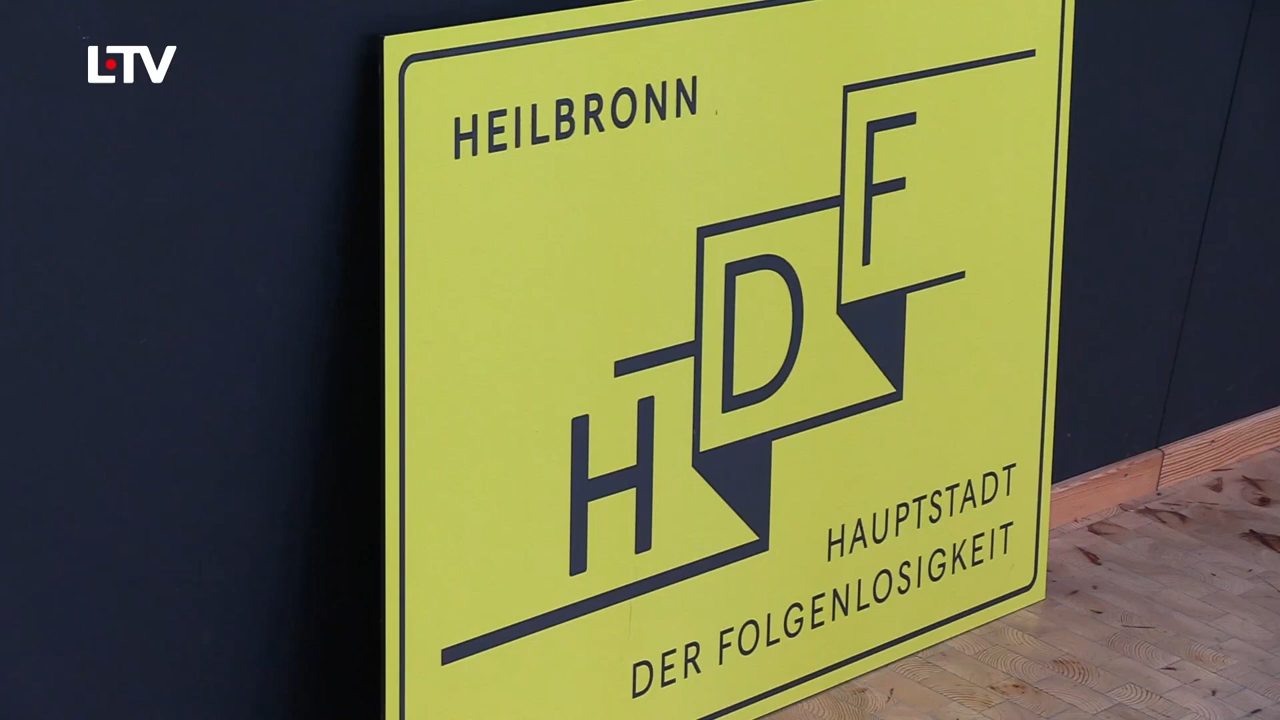 L·TV
HEILBRONN
H D F
HAUPTSTADT
DER FOLGENLOSIGKEIT